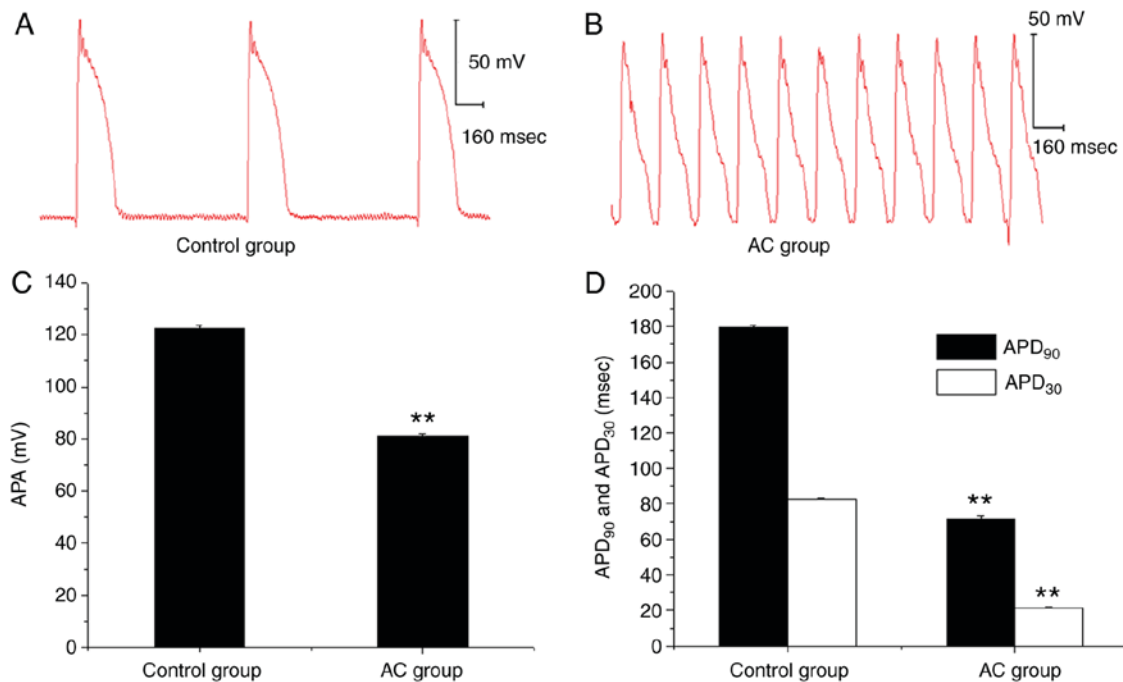 A
50 mV
160 msec
Control group
B
50 mV
160 msec
AC group
C
APA (mV)
140
120
100
80
60
40
20
0
**
Control group
AC group
D
APD90 and APD30 (msec)
200
180
160
140
120
100
80
60
40
20
0
APD90
APD30
**
**
Control group
AC group